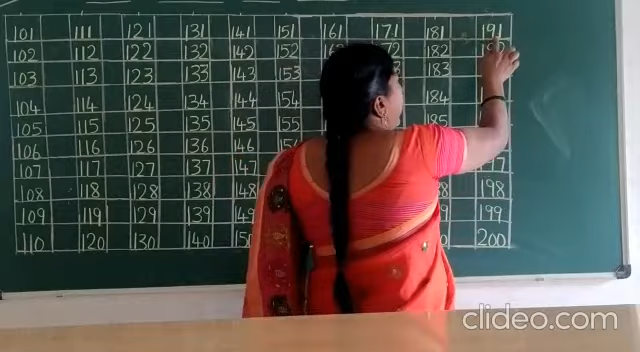 101 111 121 131 141 151 161 171 181 191
102 112 122 132 142 152 182
103 113 123 133 143 153 183
104 114 124 134 144 154 184
105 115 125 135 145 155 185
106 116 126 136 146
107 117 127 137 147
108 118 128 138 148 198
109 119 129 139 149 199
110 120 130 140 150 200
clideo.com